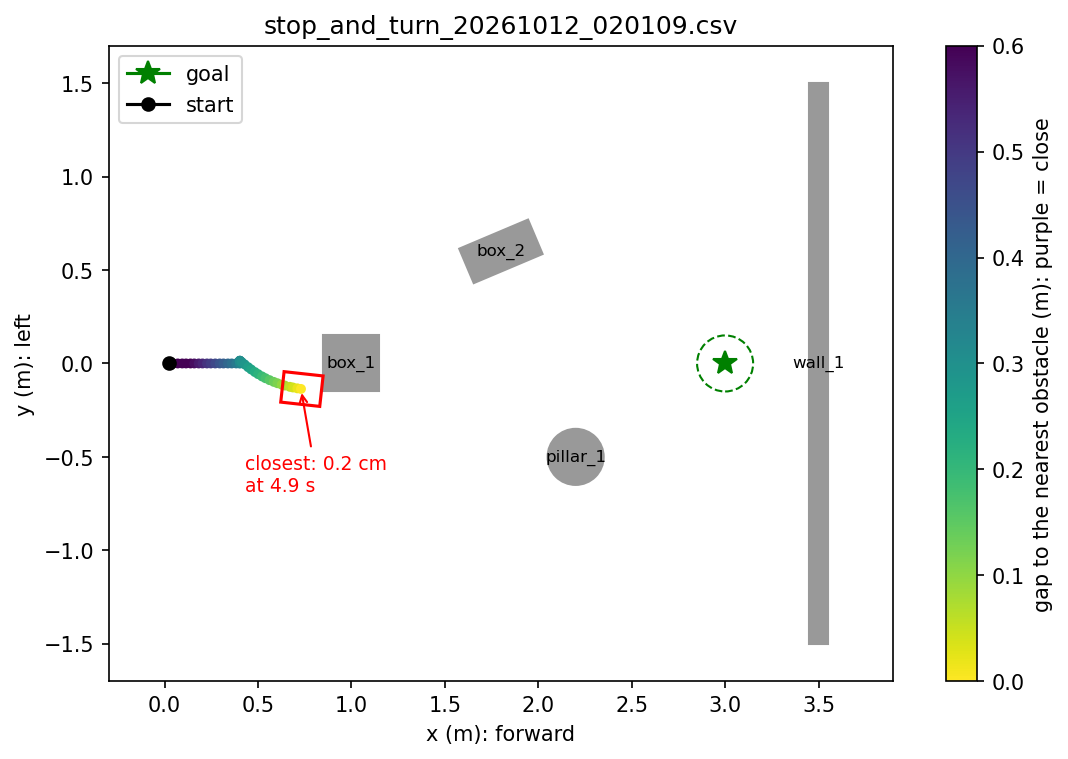 stop_and_turn_20261012_020109.csv
goal
start
1.5
1.0
0.5
0.0
−0.5
−1.0
−1.5
y (m): left
box_2
box_1
wall_1
pillar_1
closest: 0.2 cm
at 4.9 s
0.0
0.5
1.0
1.5
2.0
2.5
3.0
3.5
x (m): forward
0.6
0.5
0.4
0.3
0.2
0.1
0.0
gap to the nearest obstacle (m): purple = close